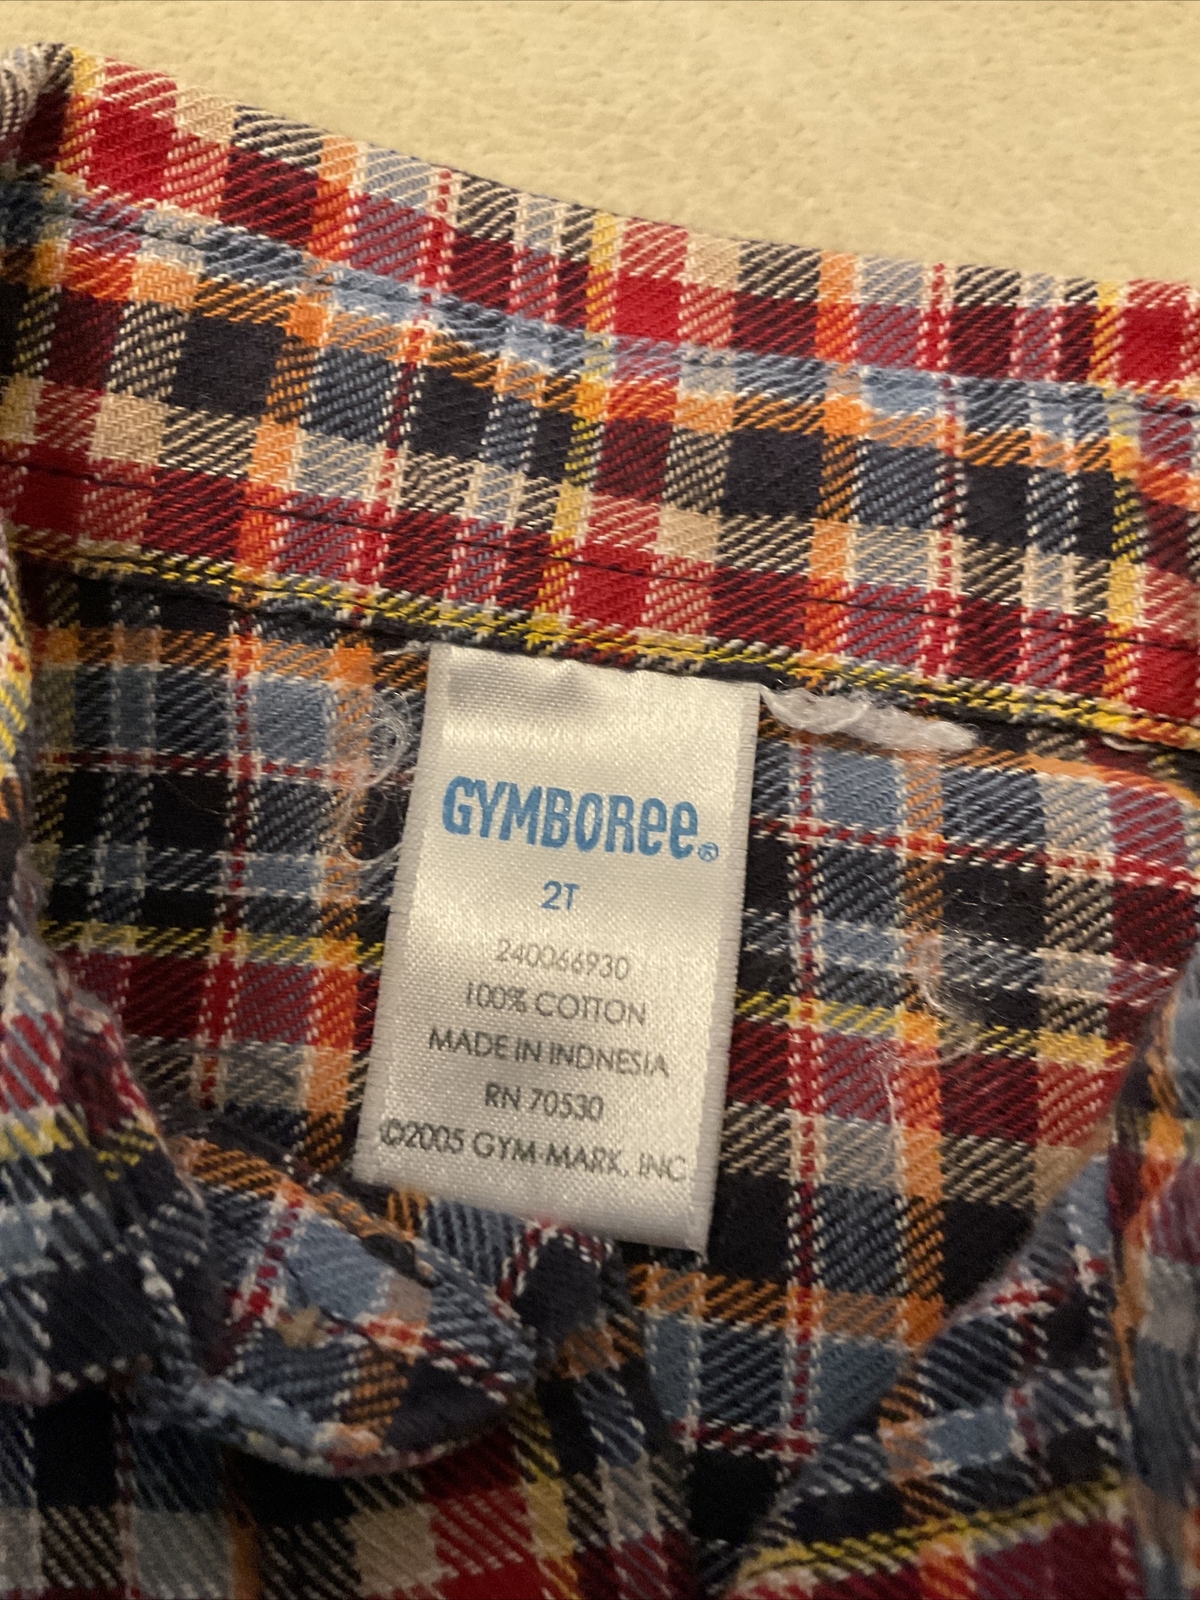 GYMBOREE®
2T
240066930
100% COTTON
MADE IN INDNESIA
RN 70530
©2005 GYM-MARK, INC